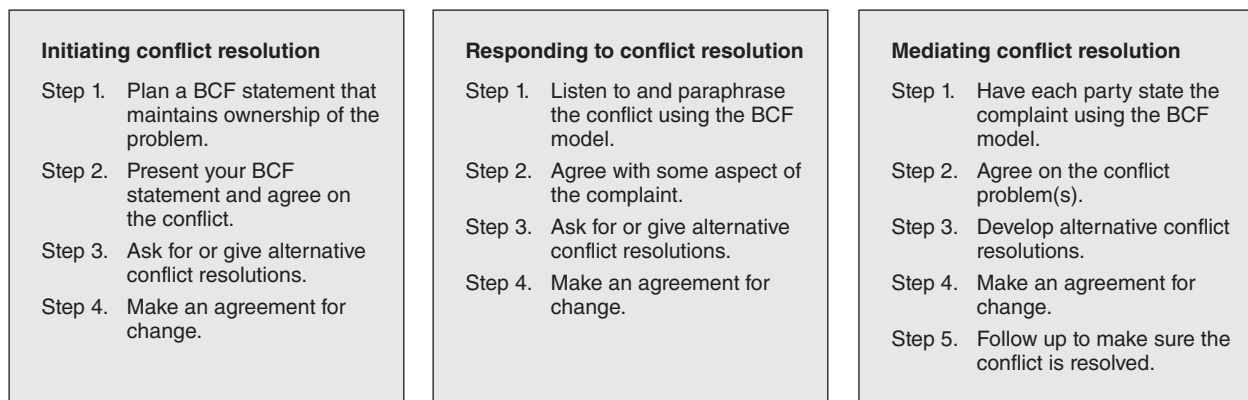 Initiating conflict resolution
Step 1. Plan a BCF statement that
maintains ownership of the
problem.
Step 2. Present your BCF
statement and agree on
the conflict.
Step 3. Ask for or give alternative
conflict resolutions.
Step 4. Make an agreement for
change.
Responding to conflict resolution
Step 1. Listen to and paraphrase
the conflict using the BCF
model.
Step 2. Agree with some aspect of
the complaint.
Step 3. Ask for or give alternative
conflict resolutions.
Step 4. Make an agreement for
change.
Mediating conflict resolution
Step 1. Have each party state the
complaint using the BCF
model.
Step 2. Agree on the conflict
problem(s).
Step 3. Develop alternative conflict
resolutions.
Step 4. Make an agreement for
change.
Step 5. Follow up to make sure the
conflict is resolved.